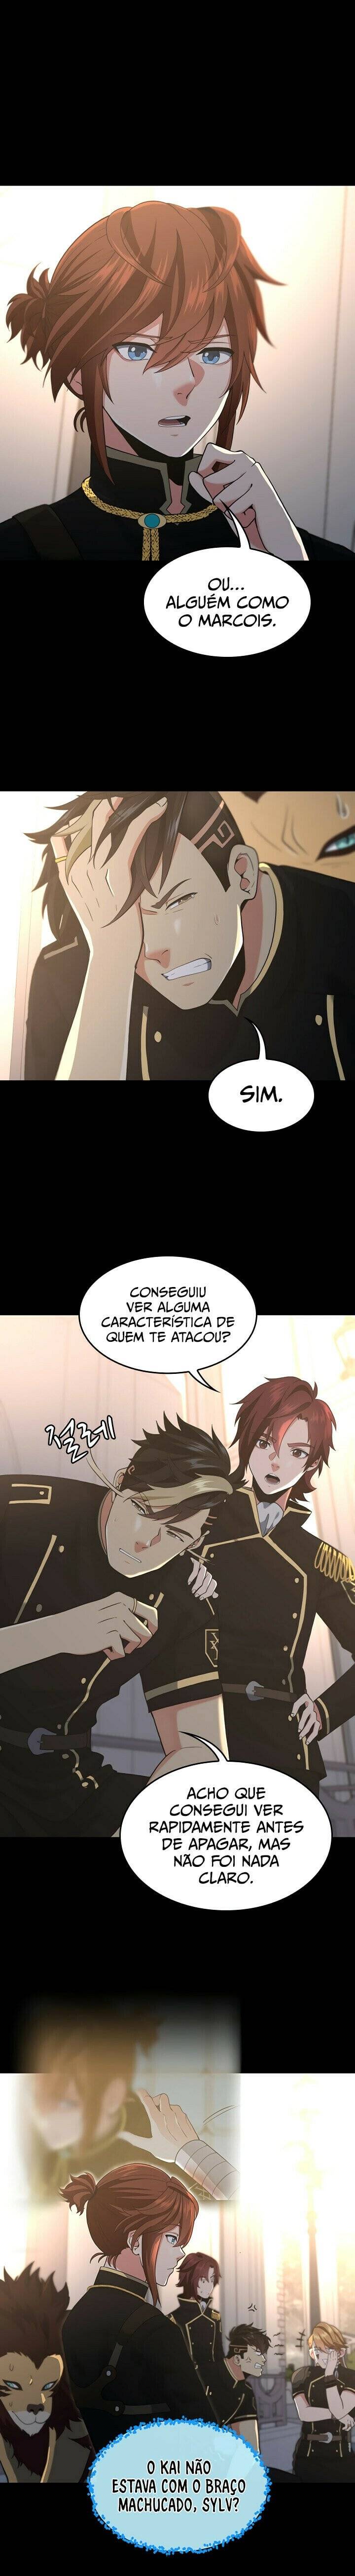 OU...
ALGUÉM COMO
O MARCOIS.
SIM.
CONSEGUIU
VER ALGUMA
CARACTERÍSTICA DE
QUEM TE ATACOU?
절레
ACHO QUE
CONSEGUI VER
RAPIDAMENTE ANTES
DE APAGAR, MAS
NÃO FOI NADA
CLARO.
O KAI NÃO
ESTAVA COM O BRAÇO
MACHUCADO, SYLV?